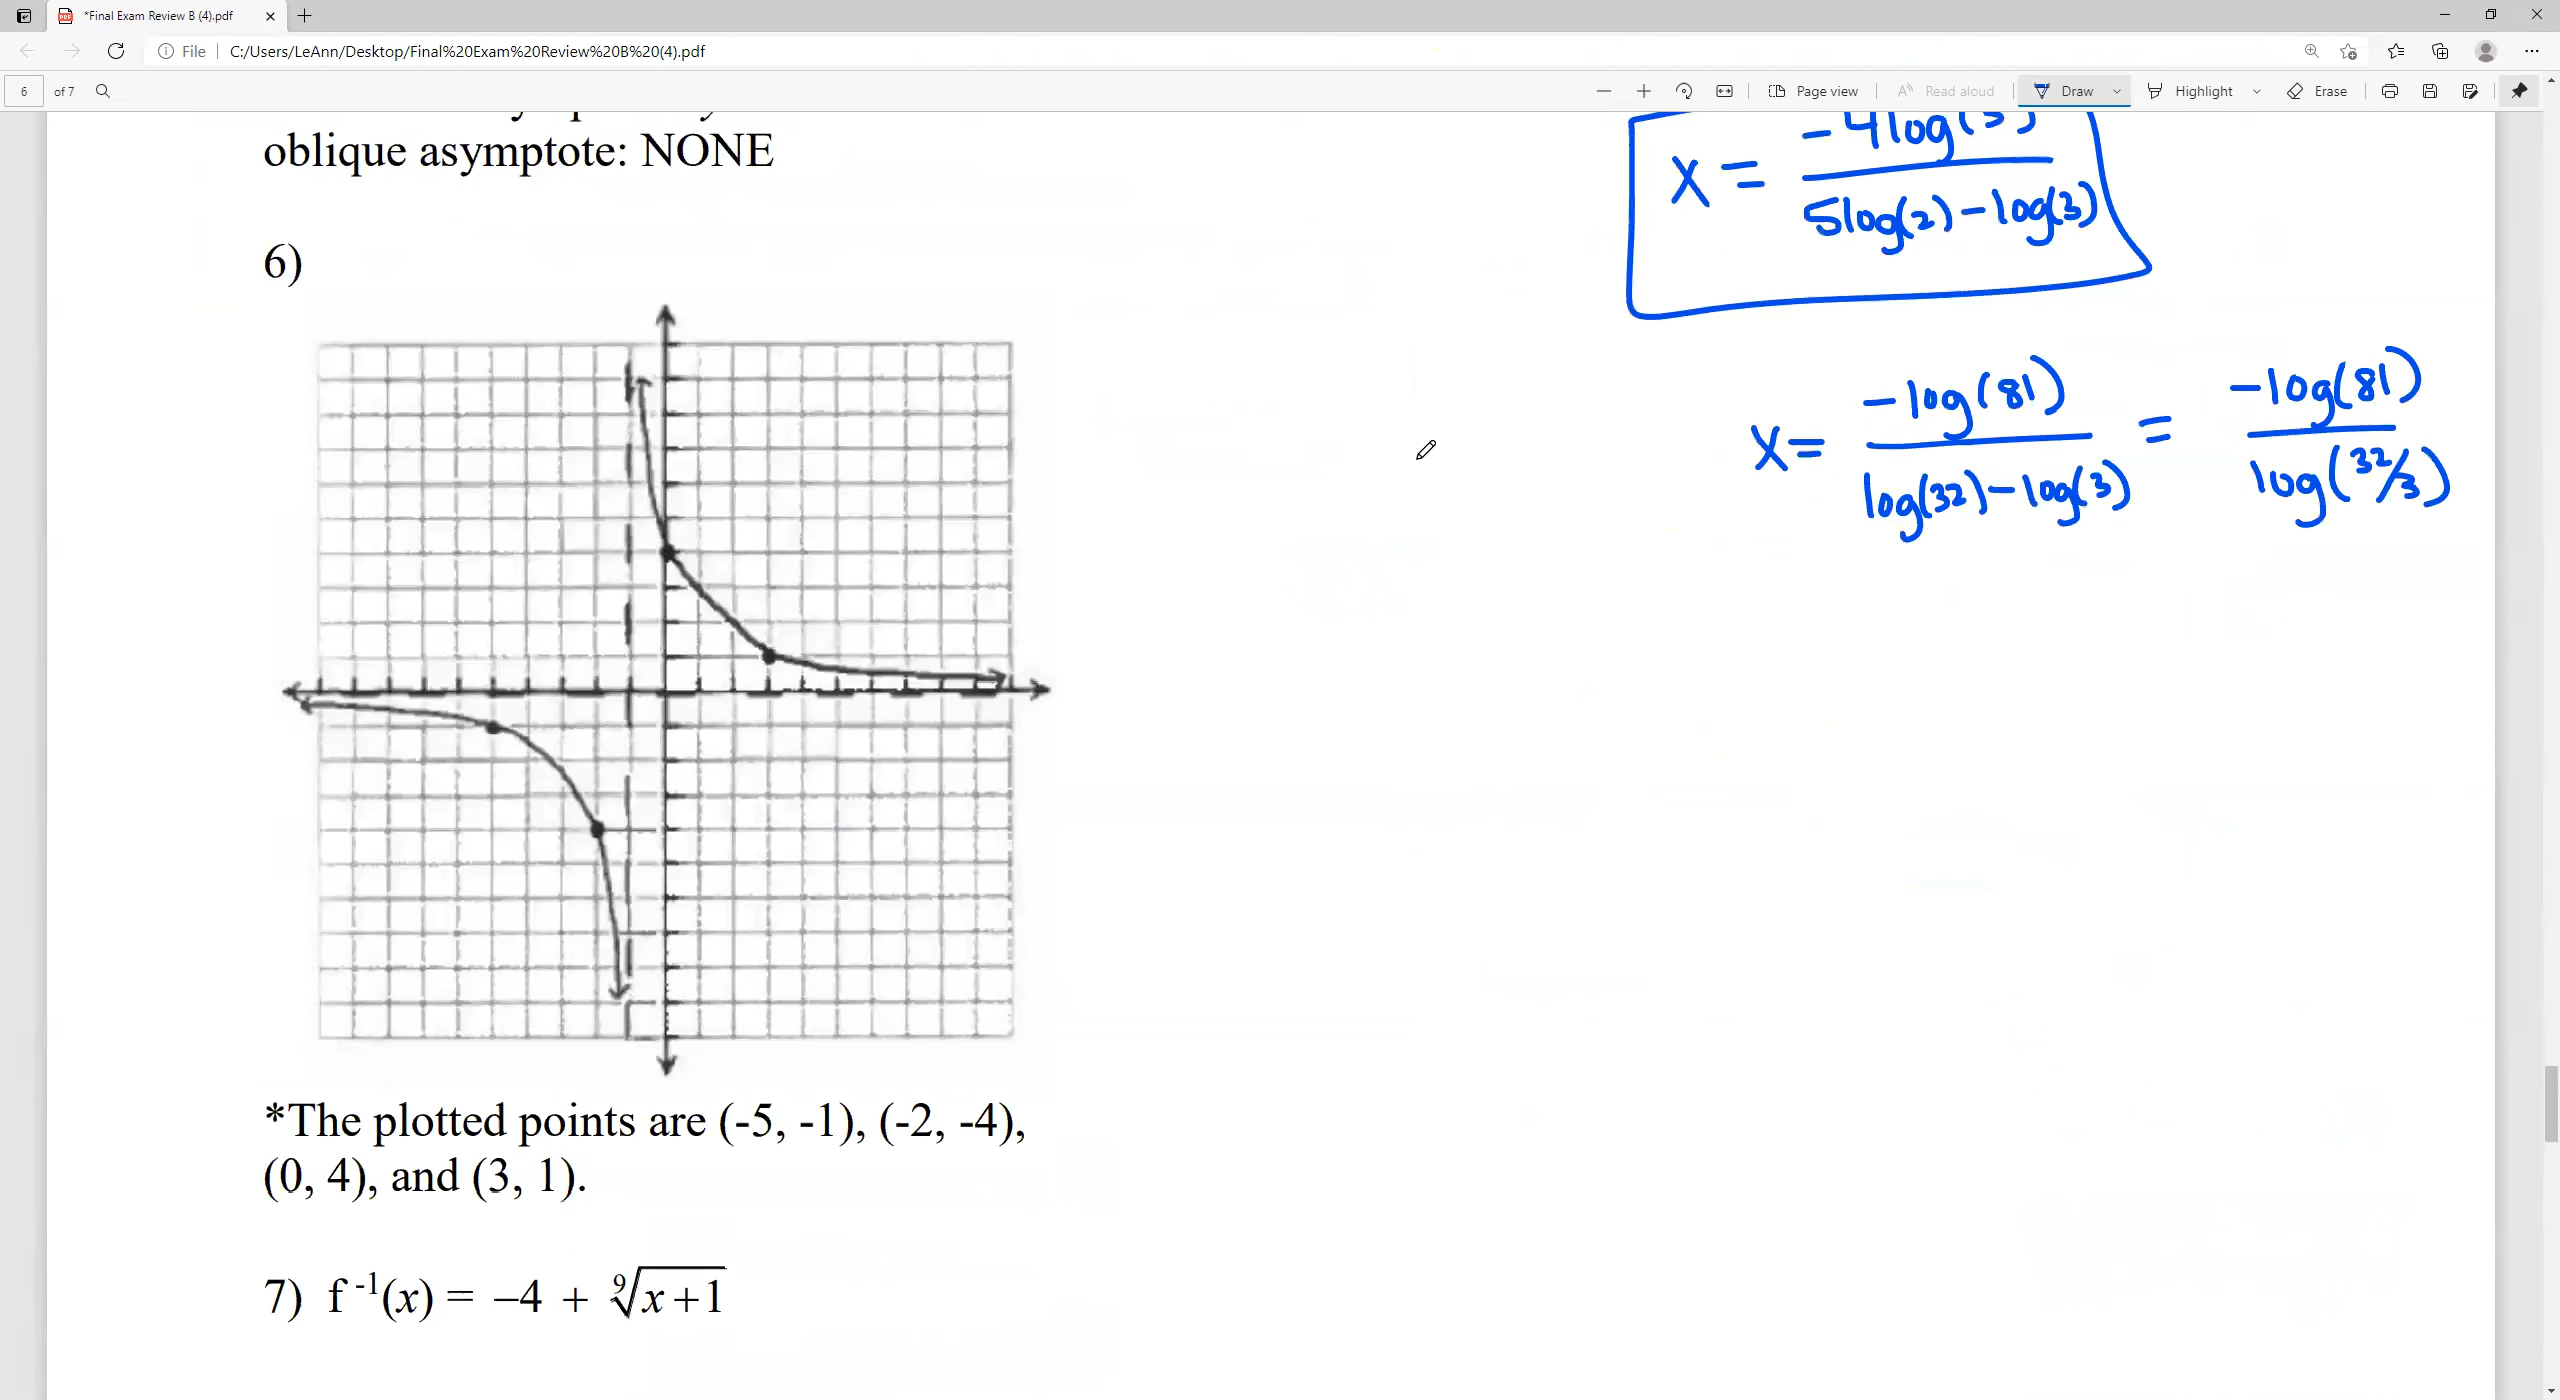 *Final Exam Review B (4).pdf
File C:/Users/LeAnn/Desktop/Final%20Exam%20Review%20B%20(4).pdf
6 of 7 Page view Read aloud Draw Highlight Erase
oblique asymptote: NONE
6)
*The plotted points are (-5, -1), (-2, -4),
(0, 4), and (3, 1).
7) f⁻¹(x) = −4 + ⁹√(x+1)
x = -4log(3) / 5log(2)-log(3)
x = -log(81) / log(32)-log(3) = -log(81) / log(32/3)